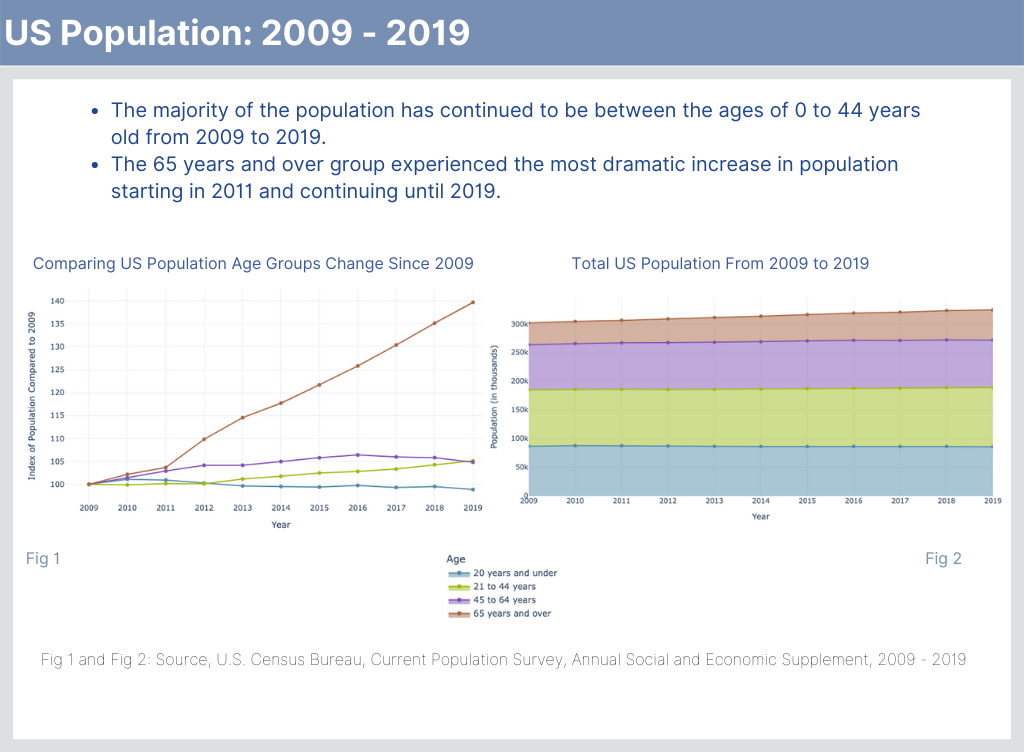 US Population: 2009 - 2019
• The majority of the population has continued to be between the ages of 0 to 44 years
old from 2009 to 2019.
• The 65 years and over group experienced the most dramatic increase in population
starting in 2011 and continuing until 2019.
Comparing US Population Age Groups Change Since 2009
Index of Population Compared to 2009
140
135
130
125
120
115
110
105
100
2009 2010 2011 2012 2013 2014 2015 2016 2017 2018 2019
Year
Fig 1
Total US Population From 2009 to 2019
Population (in thousands)
300k
250k
200k
150k
100k
50k
0
2009 2010 2011 2012 2013 2014 2015 2016 2017 2018 2019
Year
Fig 2
Age
20 years and under
21 to 44 years
45 to 64 years
65 years and over
Fig 1 and Fig 2: Source, U.S. Census Bureau, Current Population Survey, Annual Social and Economic Supplement, 2009 - 2019